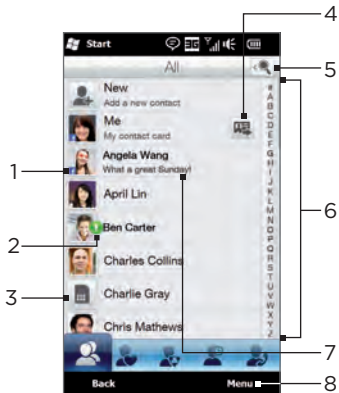 4
Start
All
5
New
Add a new contact
Me
My contact card
1
Angela Wang
What a great Sunday!
April Lin
2
Ben Carter
Charles Collins
3
Charlie Gray
Chris Mathews
#
A
B
C
D
E
F
G
H
I
J
K
L
M
N
O
P
Q
R
S
T
U
V
W
X
Y
Z
6
7
Back
Menu
8